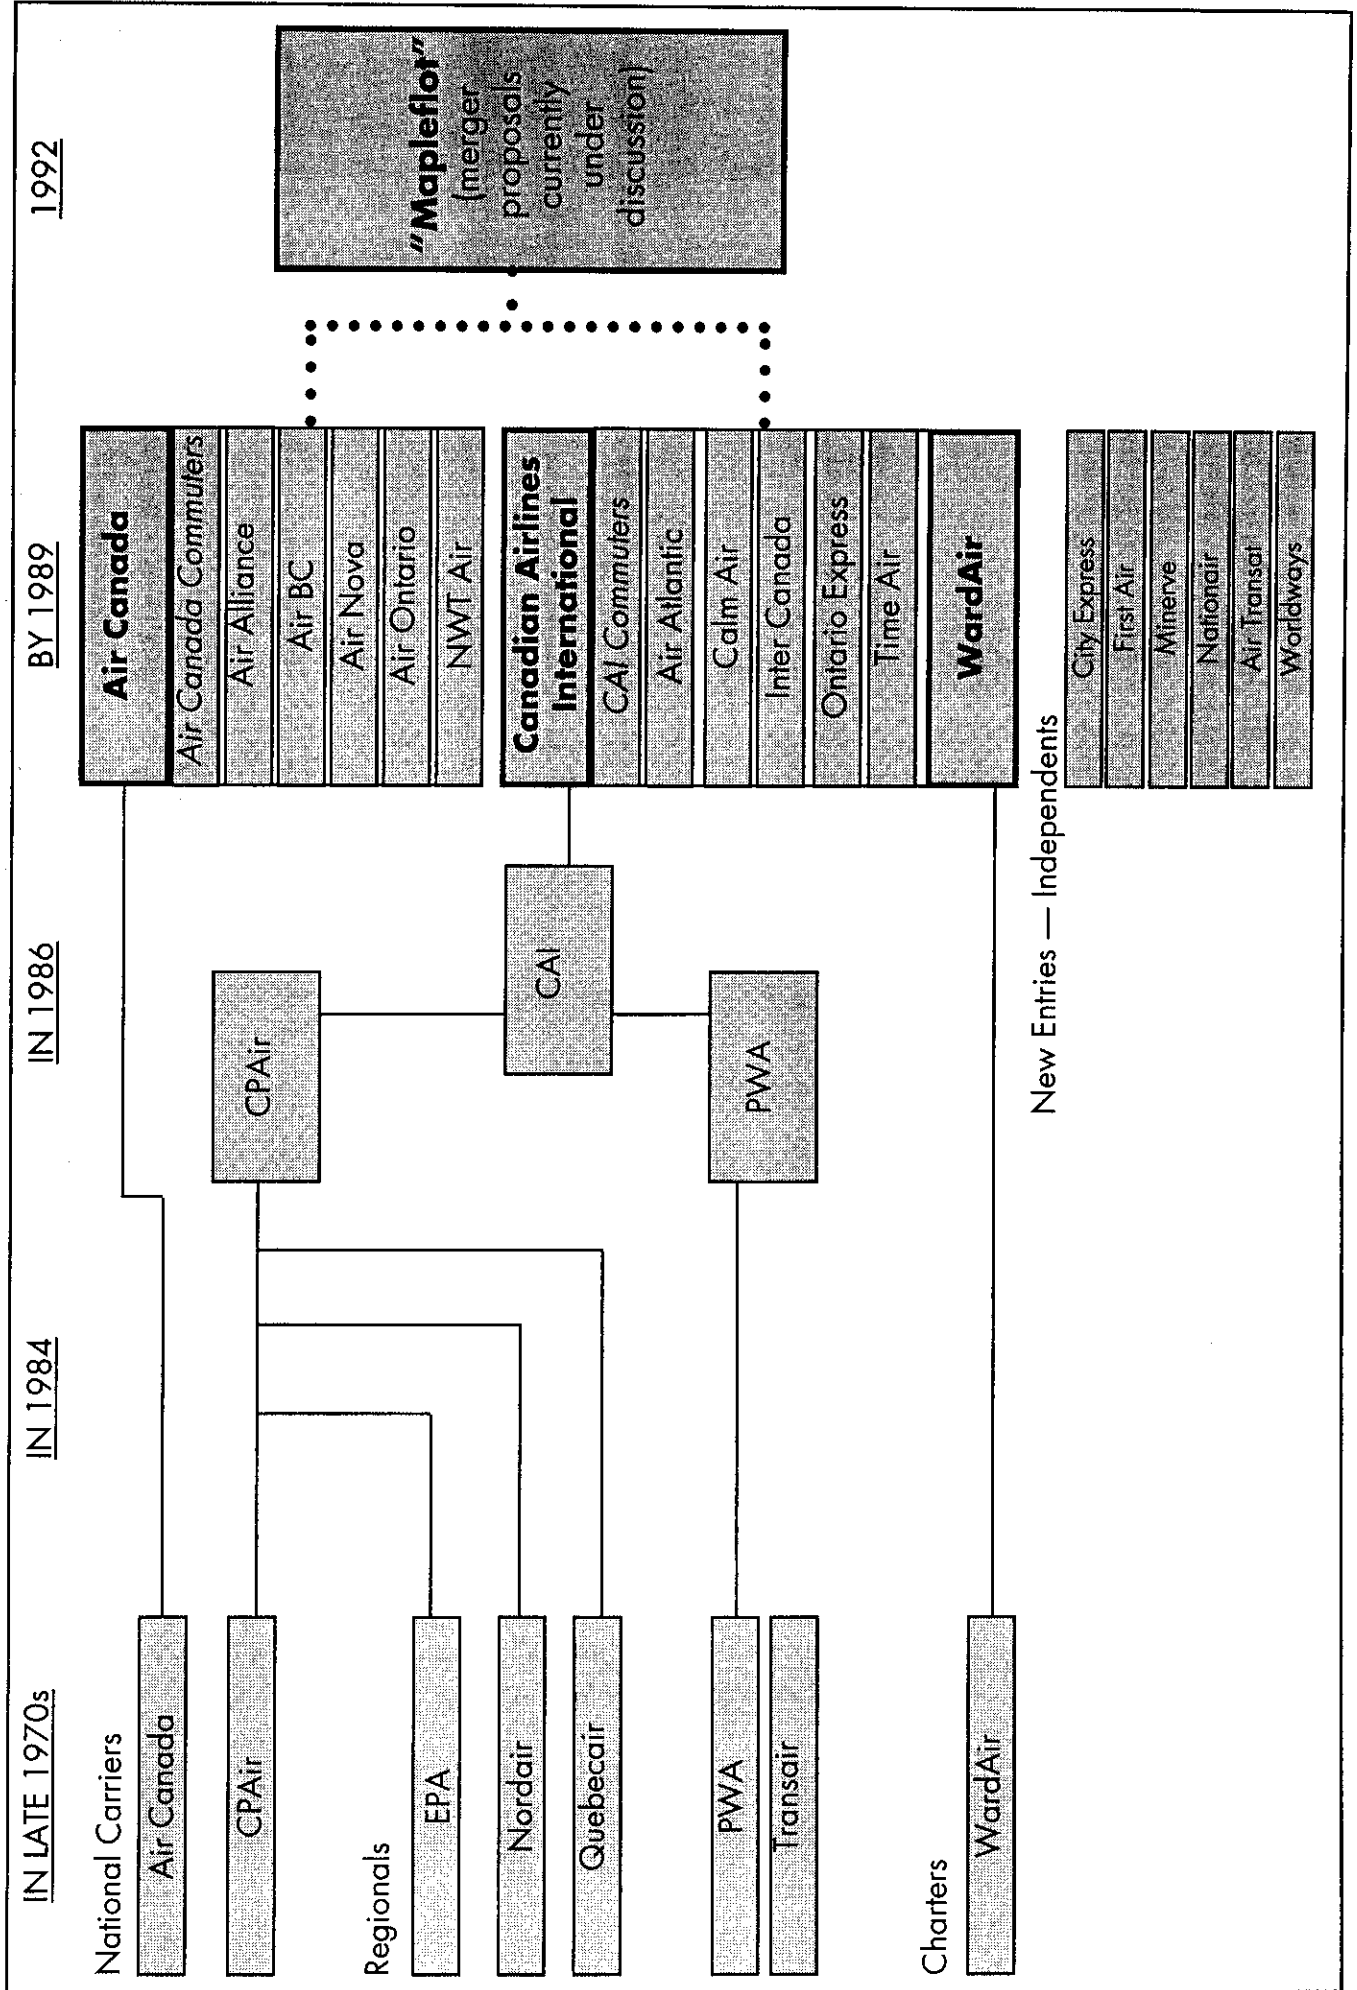 IN LATE 1970s
IN 1984
IN 1986
BY 1989
1992
National Carriers
Air Canada
CPAir
Regionals
EPA
Nordair
Quebecair
PWA
Transair
Charters
WardAir
CPAir
CAI
PWA
Air Canada
Air Canada Commuters
Air Alliance
Air BC
Air Nova
Air Ontario
NWT Air
Canadian Airlines
International
CAI Commuters
Air Atlantic
Calm Air
Inter Canada
Ontario Express
Time Air
WardAir
New Entries — Independents
City Express
First Air
Minerve
Nationair
Air Transat
Worldways
"Mapleflot"
(merger
proposals
currently
under
discussion)